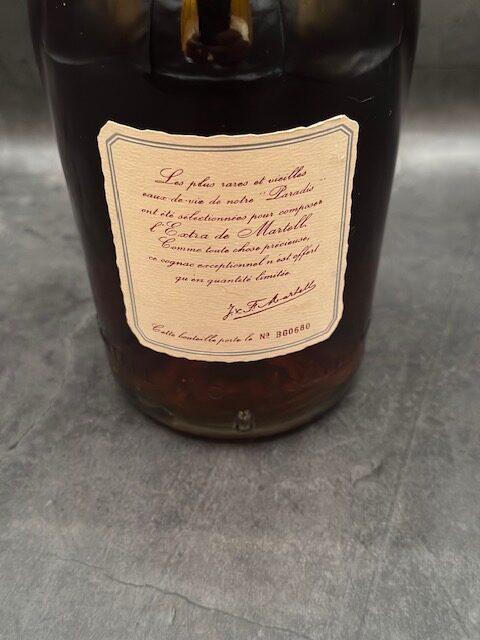 Les plus rares et vieilles
eaux-de-vie de notre "Paradis"
ont été sélectionnées pour composer
l'Extra de Martell.
Comme toute chose précieuse,
ce cognac exceptionnel n'est offert
qu'en quantité limitée.
J & F Martell
Cette bouteille porte le Nº BG0680